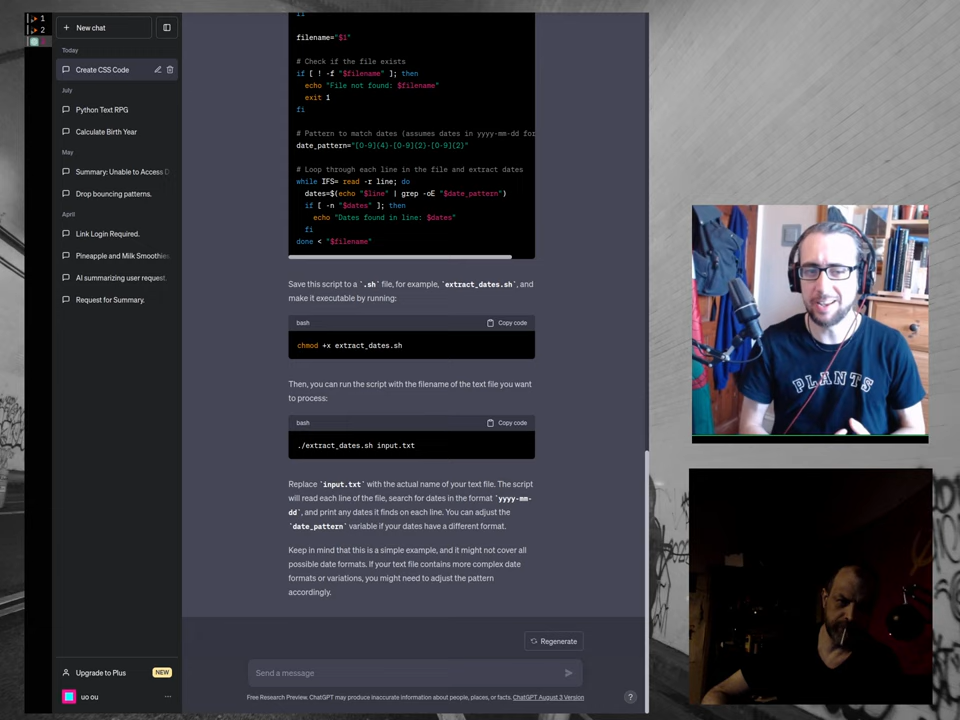 1
2
New chat
Today
Create CSS Code
July
Python Text RPG
Calculate Birth Year
May
Summary: Unable to Access D
Drop bouncing patterns.
April
Link Login Required.
Pineapple and Milk Smoothies
AI summarizing user request.
Request for Summary.
Upgrade to Plus
NEW
uo ou
fi
filename="$1"
# Check if the file exists
if [ ! -f "$filename" ]; then
echo "File not found: $filename"
exit 1
fi
# Pattern to match dates (assumes dates in yyyy-mm-dd for
date_pattern="[0-9]{4}-[0-9]{2}-[0-9]{2}"
# Loop through each line in the file and extract dates
while IFS= read -r line; do
dates=$(echo "$line" | grep -oE "$date_pattern")
if [ -n "$dates" ]; then
echo "Dates found in line: $dates"
fi
done < "$filename"
Save this script to a `.sh` file, for example, `extract_dates.sh`, and
make it executable by running:
bash
Copy code
chmod +x extract_dates.sh
Then, you can run the script with the filename of the text file you want
to process:
bash
Copy code
./extract_dates.sh input.txt
Replace `input.txt` with the actual name of your text file. The script
will read each line of the file, search for dates in the format `yyyy-mm-
dd`, and print any dates it finds on each line. You can adjust the
`date_pattern` variable if your dates have a different format.
Keep in mind that this is a simple example, and it might not cover all
possible date formats. If your text file contains more complex date
formats or variations, you might need to adjust the pattern
accordingly.
Regenerate
Send a message
Free Research Preview. ChatGPT may produce inaccurate information about people, places, or facts. ChatGPT August 3 Version
?
PLANTS